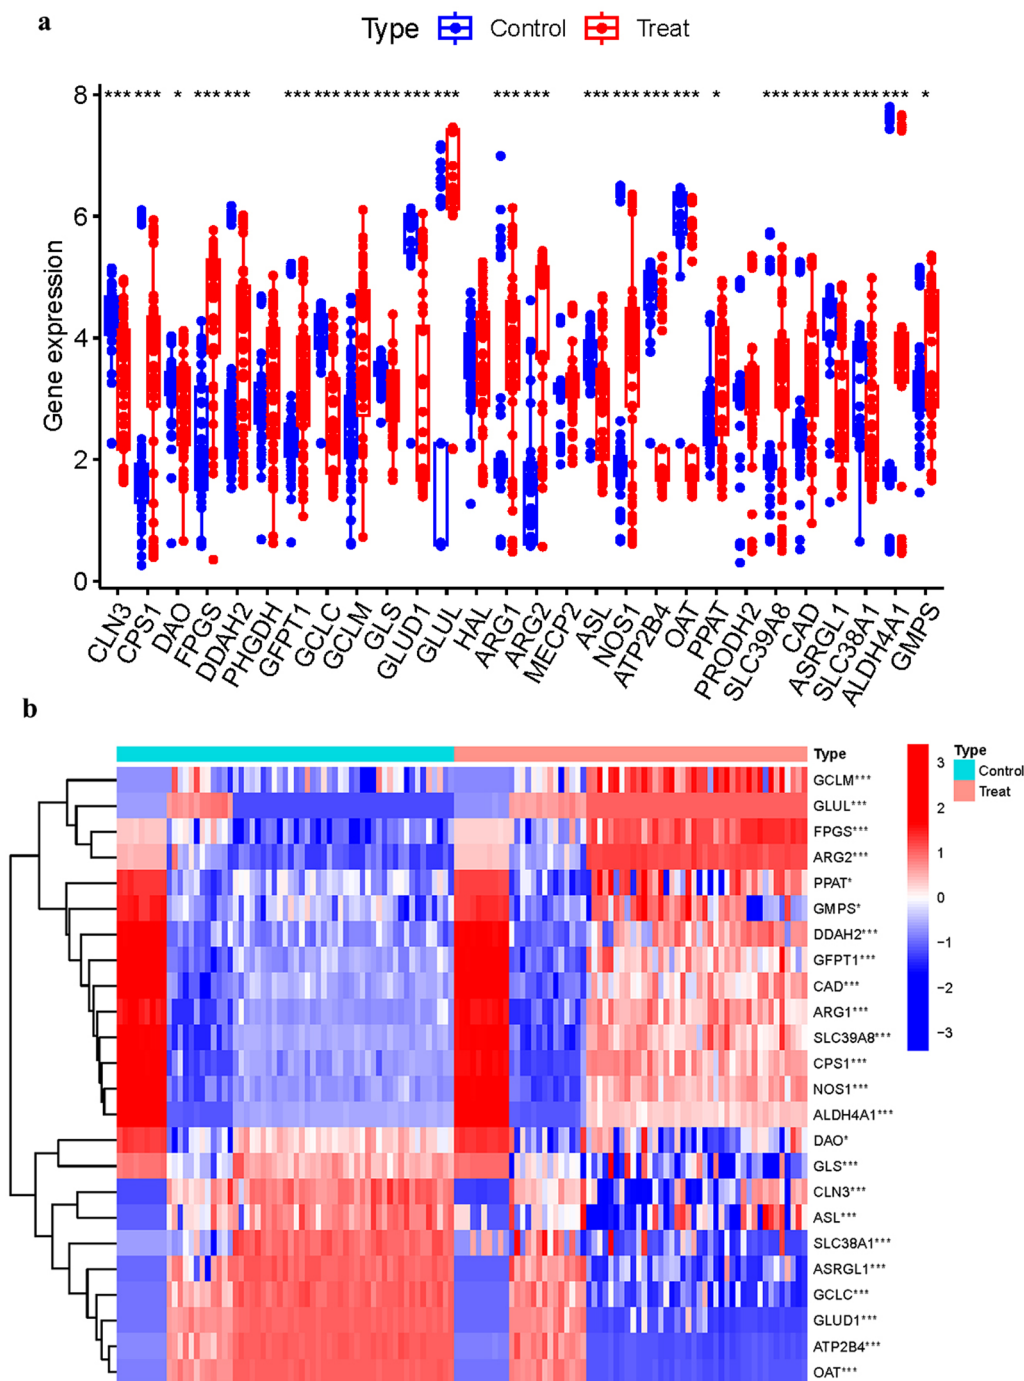 a
Type Control Treat
Gene expression
8
6
4
2
0
*** *** * *** *** *** *** *** *** *** *** *** *** *** *** *** *** * *** *** *** *** *** *
CLN3 CPS1 DAO FPGS DDAH2 PHGDH GFPT1 GCLC GCLM GLS GLUD1 GLUL HAL ARG1 ARG2 MECP2 ASL NOS1 ATP2B4 OAT PPAT PRODH2 SLC39A8 CAD ASRGL1 SLC38A1 ALDH4A1 GMPS
b
Type
GCLM***
GLUL***
FPGS***
ARG2***
PPAT*
GMPS*
DDAH2***
GFPT1***
CAD***
ARG1***
SLC39A8***
CPS1***
NOS1***
ALDH4A1***
DAO*
GLS***
CLN3***
ASL***
SLC38A1***
ASRGL1***
GCLC***
GLUD1***
ATP2B4***
OAT***
3
2
1
0
−1
−2
−3
Type
Control
Treat